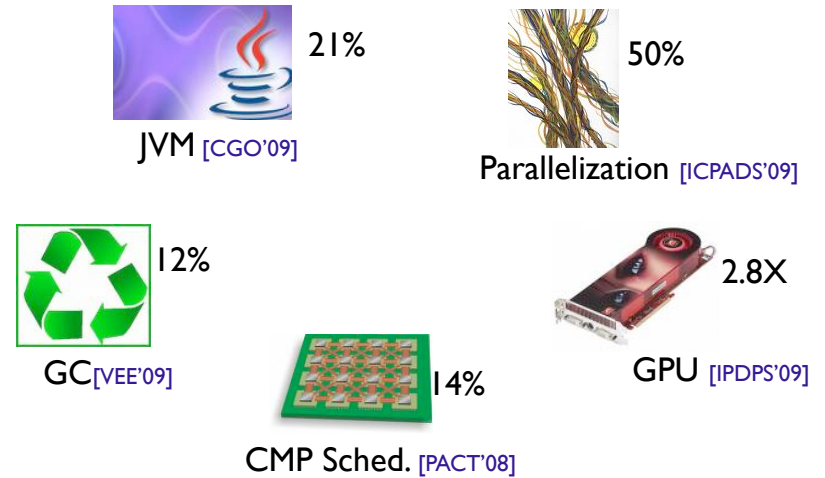 21%
JVM [CGO'09]
50%
Parallelization [ICPADS'09]
12%
GC[VEE'09]
2.8X
GPU [IPDPS'09]
14%
CMP Sched. [PACT'08]